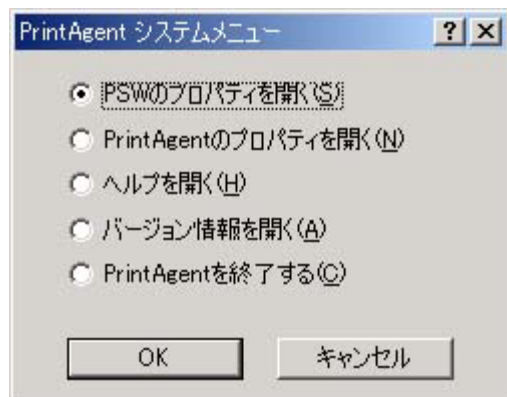 PrintAgent システムメニュー
PSWのプロパティを開く(S)
PrintAgentのプロパティを開く(N)
ヘルプを開く(H)
バージョン情報を開く(A)
PrintAgentを終了する(C)
OK キャンセル